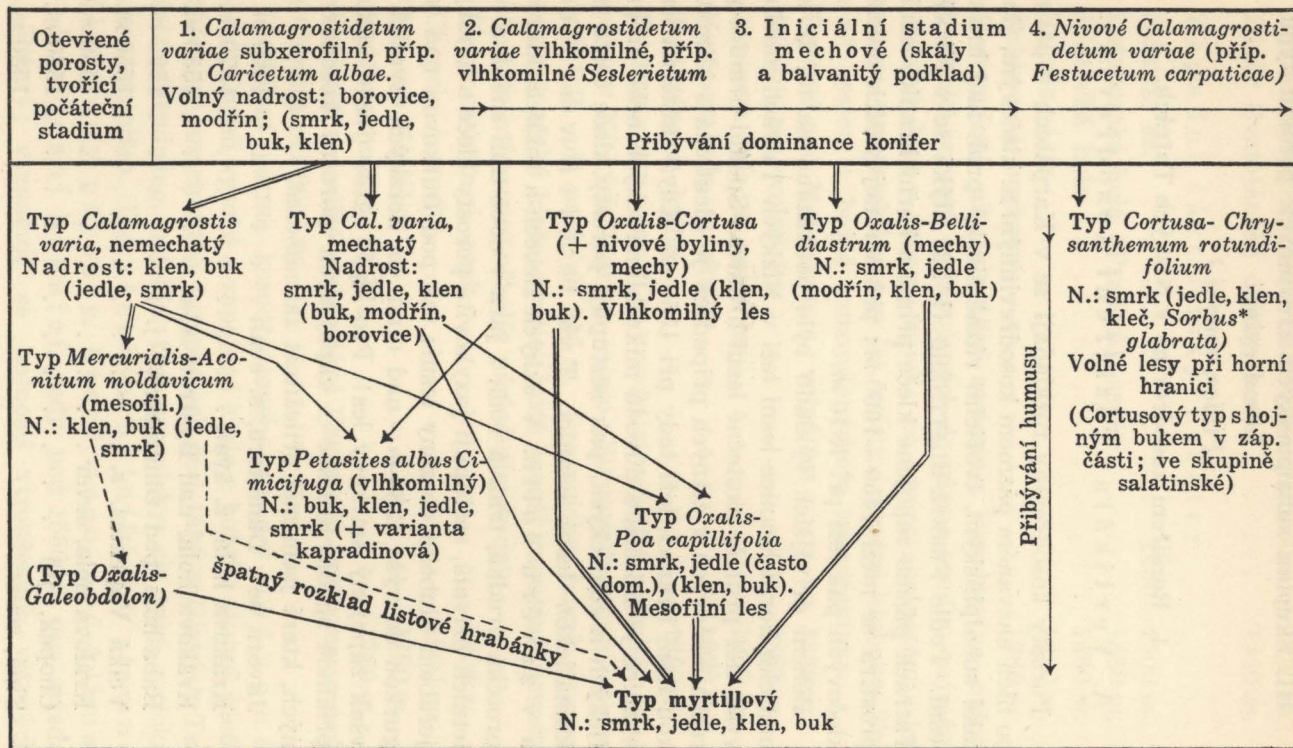 Otevřené
porosty,
tvořící
počáteční
stadium
1. Calamagrostidetum
variae subxerofilní, příp.
Caricetum albae.
Volný nadrost: borovice,
modřín; (smrk, jedle,
buk, klen)
2. Calamagrostidetum
variae vlhkomilné, příp.
vlhkomilné Seslerietum
3. Iniciální stadium
mechové (skály
a balvanitý podklad)
4. Nivové Calamagrosti-
detum variae (příp.
Festucetum carpaticae)
Přibývání dominance konifer
Typ Calamagrostis
varia, nemechatý
Nadrost: klen, buk
(jedle, smrk)
Typ Cal. varia,
mechatý
Nadrost:
smrk, jedle, klen
(buk, modřín,
borovice)
Typ Oxalis-Cortusa
(+ nivové byliny,
mechy)
N.: smrk, jedle (klen,
buk). Vlhkomilný les
Typ Oxalis-Belli-
diastrum (mechy)
N.: smrk, jedle
(modřín, klen, buk)
Typ Cortusa- Chry-
santhemum rotundi-
folium
N.: smrk (jedle, klen,
kleč, Sorbus*
glabrata)
Volné lesy při horní
hranici
(Cortusový typ s hoj-
ným bukem v záp.
části; ve skupině
salatinské)
Přibývání humusu
Typ Mercurialis-Aco-
nitum moldavicum
(mesofil.)
N.: klen, buk (jedle,
smrk)
Typ Petasites albus Ci-
micifuga (vlhkomilný)
N.: buk, klen, jedle,
smrk (+ varianta
kapradinová)
Typ Oxalis-
Poa capillifolia
N.: smrk, jedle (často
dom.), (klen, buk).
Mesofilní les
(Typ Oxalis-
Galeobdolon)
špatný rozklad listové hrabánky
Typ myrtillový
N.: smrk, jedle, klen, buk